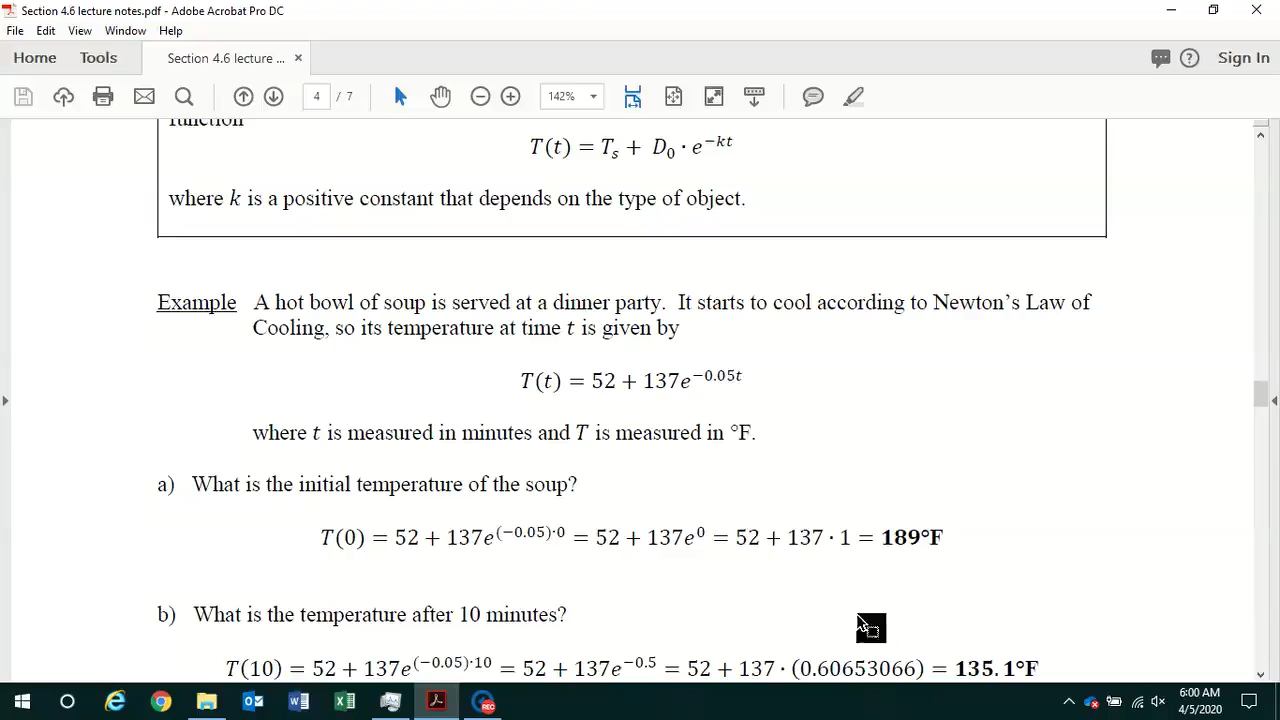 Section 4.6 lecture notes.pdf - Adobe Acrobat Pro DC
File Edit View Window Help
Home Tools Section 4.6 lecture ... × Sign In
4 / 7 142%
function
T(t) = Tₛ + D₀ · e^{−kt}
where k is a positive constant that depends on the type of object.
Example A hot bowl of soup is served at a dinner party. It starts to cool according to Newton's Law of
Cooling, so its temperature at time t is given by
T(t) = 52 + 137e^{−0.05t}
where t is measured in minutes and T is measured in °F.
a) What is the initial temperature of the soup?
T(0) = 52 + 137e^{(−0.05)·0} = 52 + 137e^{0} = 52 + 137 · 1 = 189°F
b) What is the temperature after 10 minutes?
T(10) = 52 + 137e^{(−0.05)·10} = 52 + 137e^{−0.5} = 52 + 137 · (0.60653066) = 135.1°F
REC
6:00 AM
4/5/2020